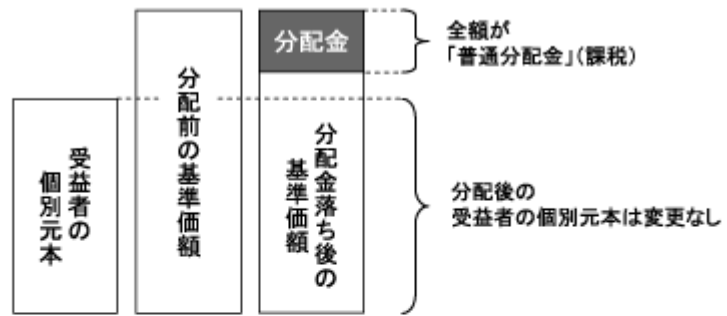 受益者の
個別元本
分配前の基準価額
分配金
分配金落ち後の
基準価額
全額が
「普通分配金」(課税)
分配後の
受益者の個別元本は変更なし